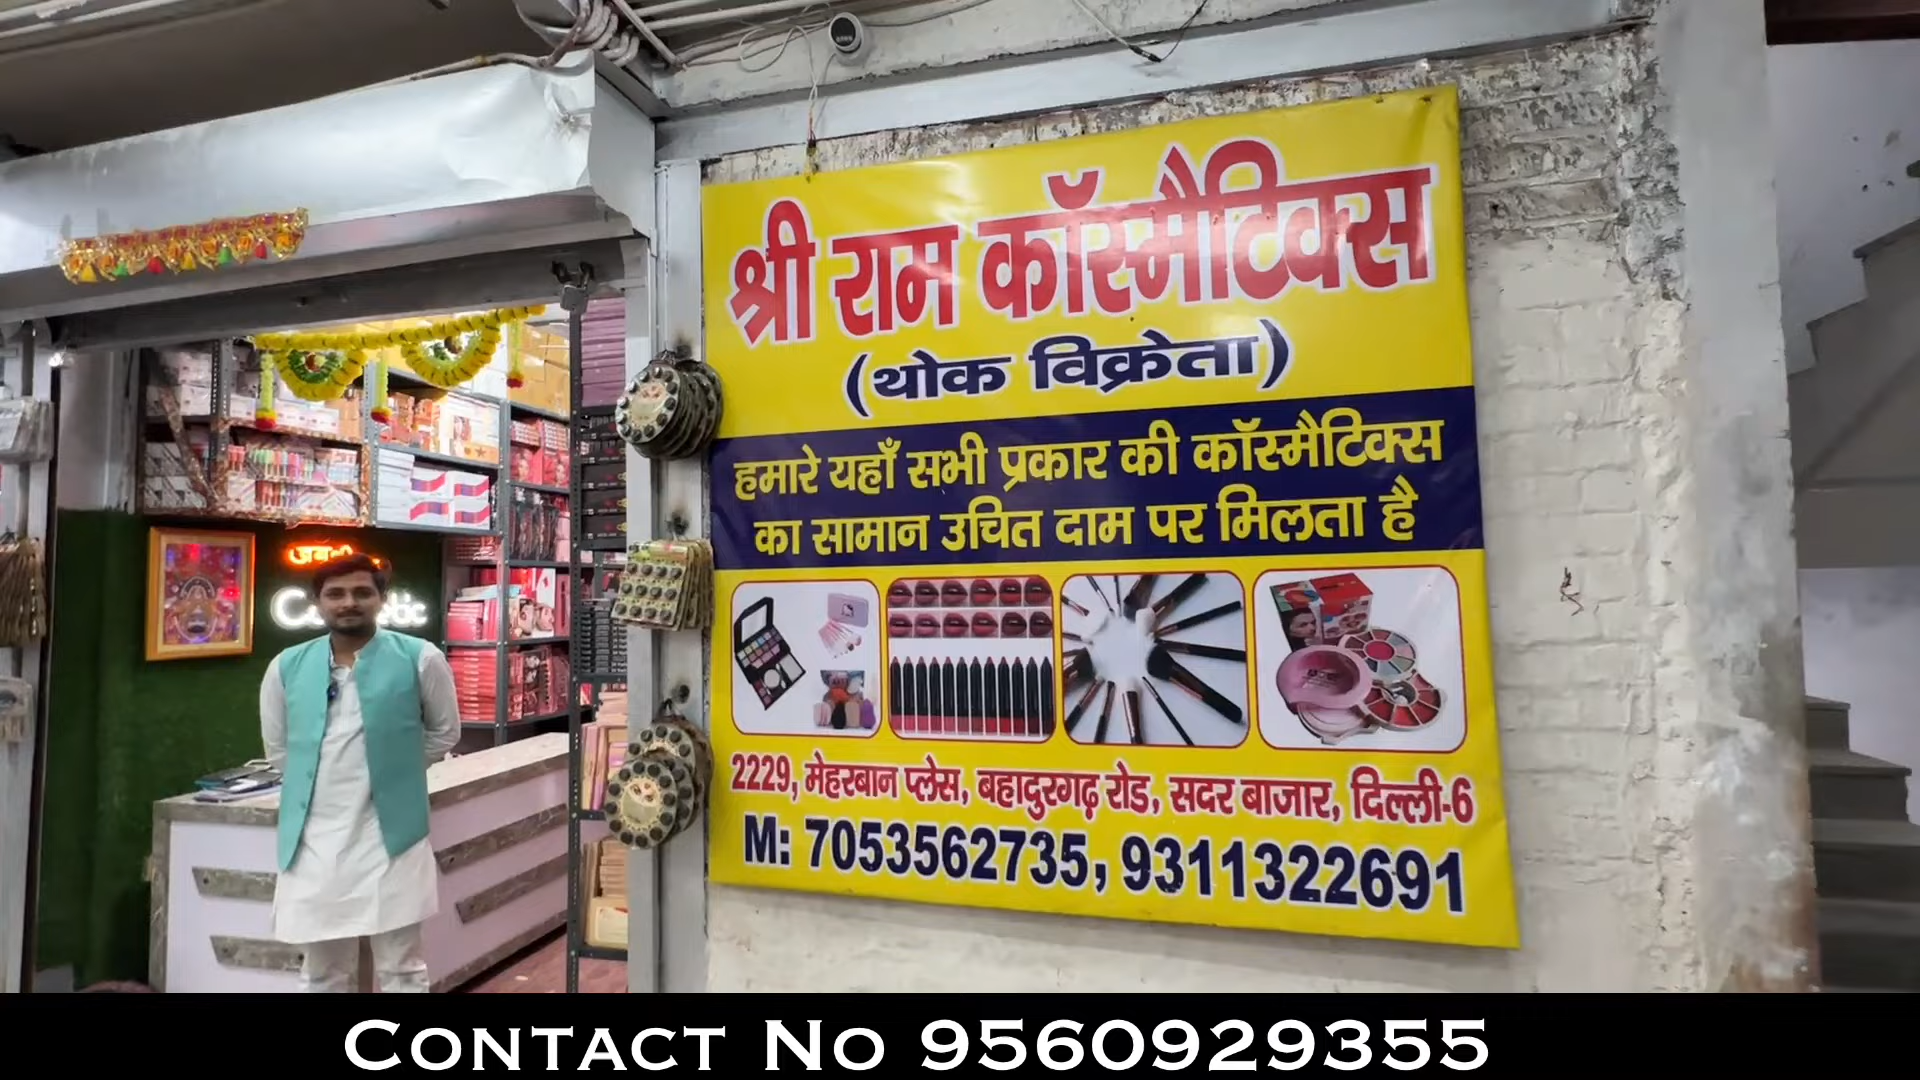 श्री राम कॉस्मैटिक्स
(थोक विक्रेता)
हमारे यहाँ सभी प्रकार की कॉस्मैटिक्स
का सामान उचित दाम पर मिलता है
2229, मेहरबान प्लेस, बहादुरगढ़ रोड, सदर बाजार, दिल्ली-6
M: 7053562735, 9311322691
Contact No 9560929355